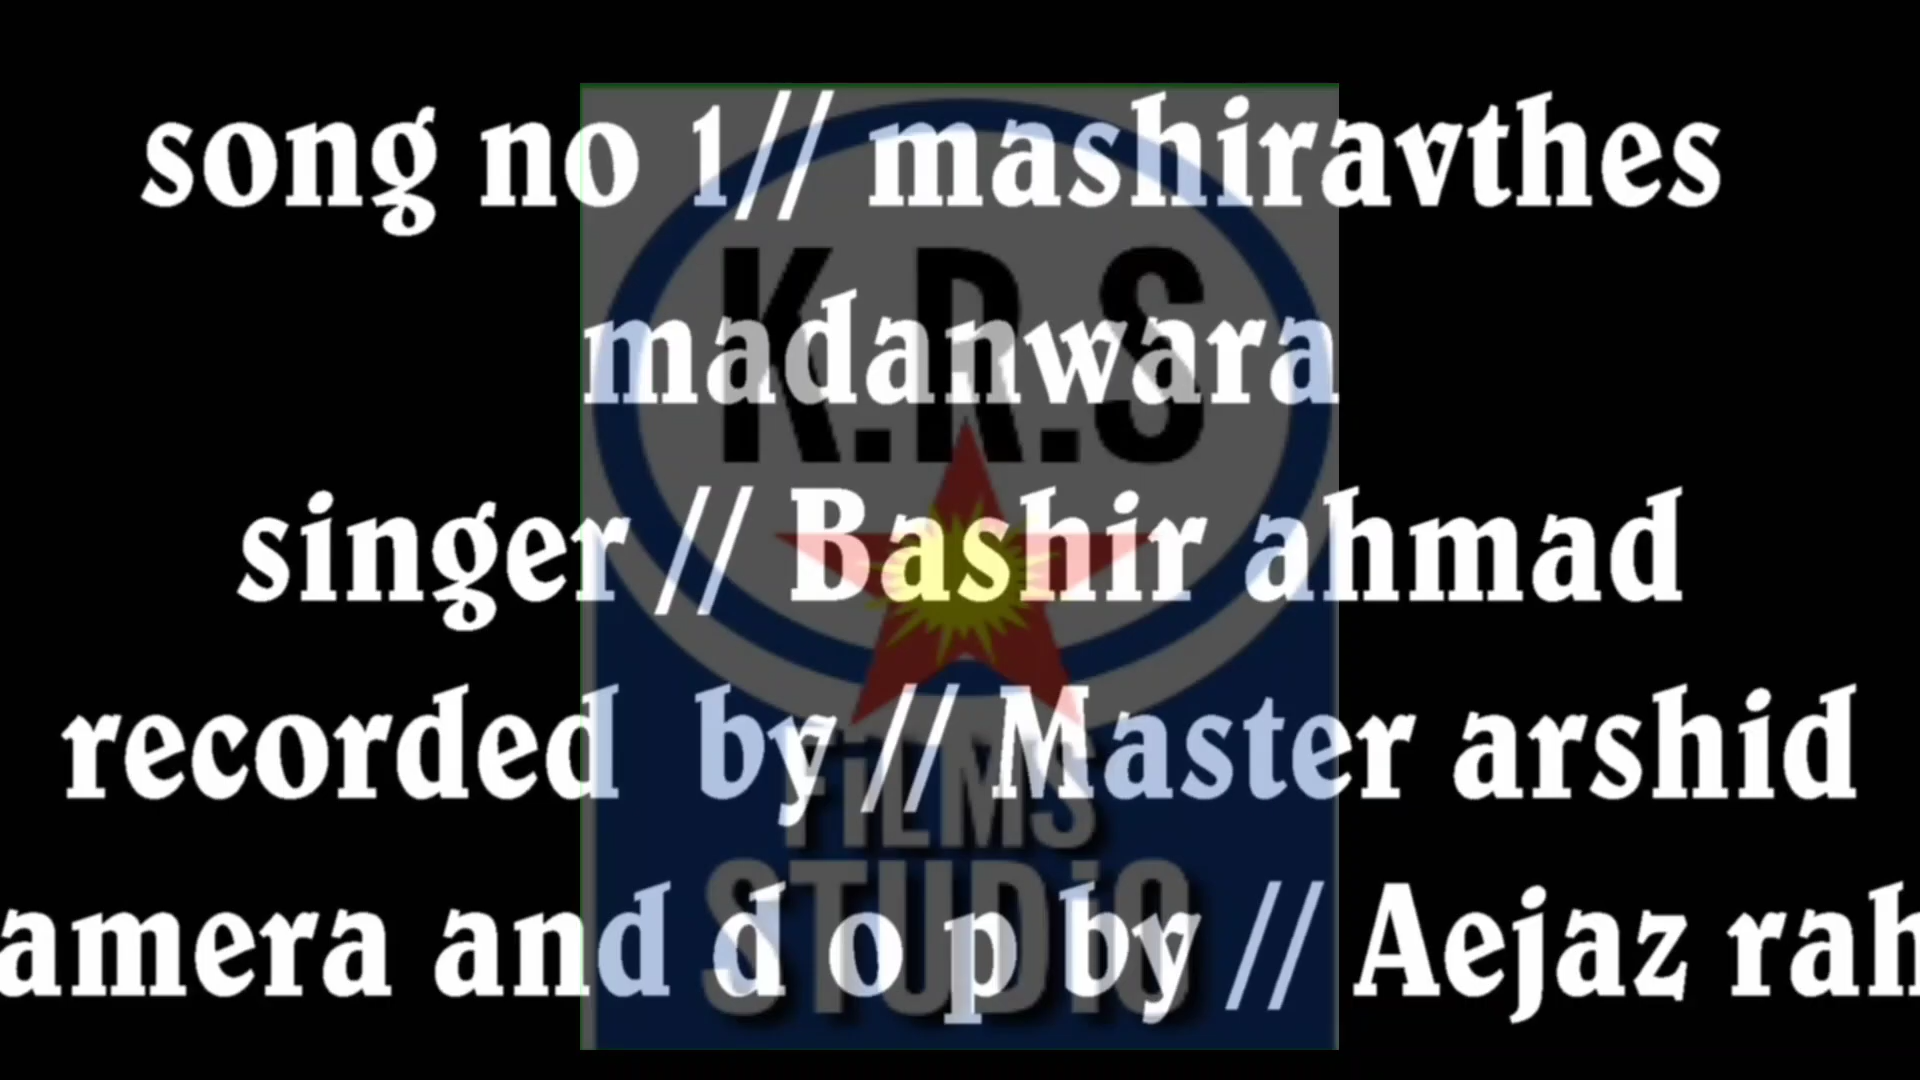 song no 1// mashiravthes
madanwara
singer // Bashir ahmad
recorded by // Master arshid
amera and d o p by // Aejaz rah
K.R.S
FiLMS
STUDiO